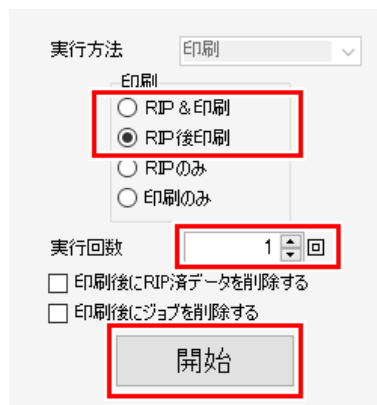 実行方法 印刷
印刷
RIP & 印刷
RIP後印刷
RIPのみ
印刷のみ
実行回数 1 回
印刷後にRIP済データを削除する
印刷後にジョブを削除する
開始